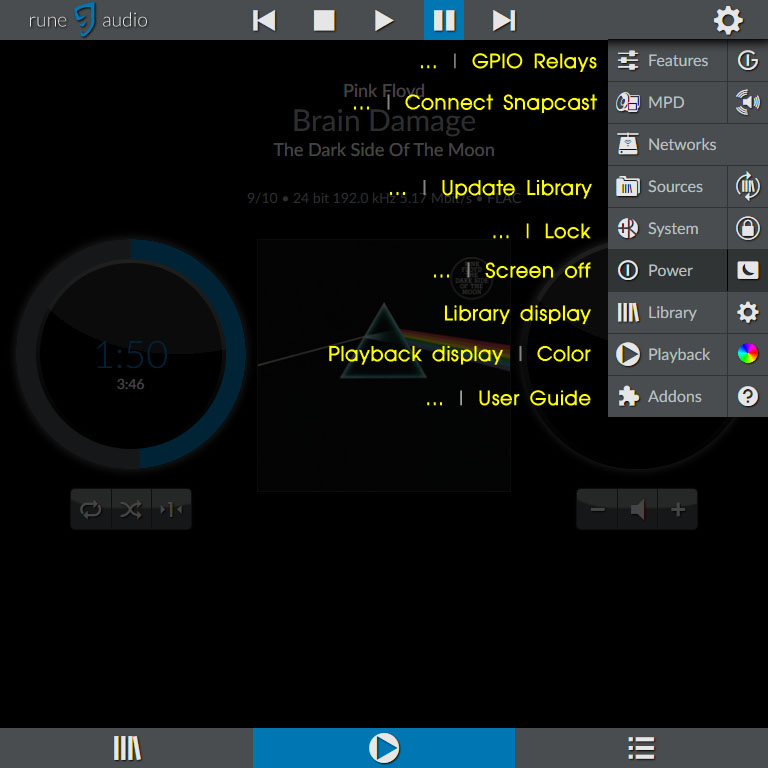 rune audio
... | GPIO Relays Features
Pink Floyd
... | Connect Snapcast MPD
Brain Damage
Networks
The Dark Side Of The Moon
... | Update Library Sources
9/10 • 24 bit 192.0 kHz 5.17 Mbit/s • FLAC
... | Lock System
... | Screen off Power
Library display Library
1:50
Playback display | Color Playback
3:46
... | User Guide Addons
1